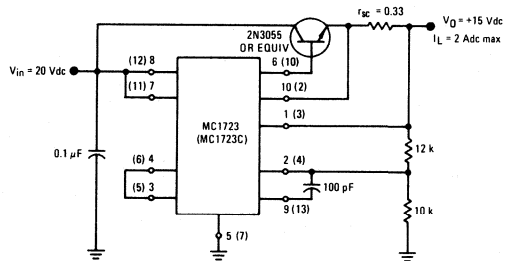 r_sc = 0.33
V_O = +15 Vdc
I_L = 2 Adc max
2N3055
OR EQUIV
V_in = 20 Vdc
(12) 8
6 (10)
(11) 7
10 (2)
1 (3)
MC1723
(MC1723C)
0.1 μF
12 k
(6) 4
2 (4)
100 pF
(5) 3
9 (13)
10 k
5 (7)